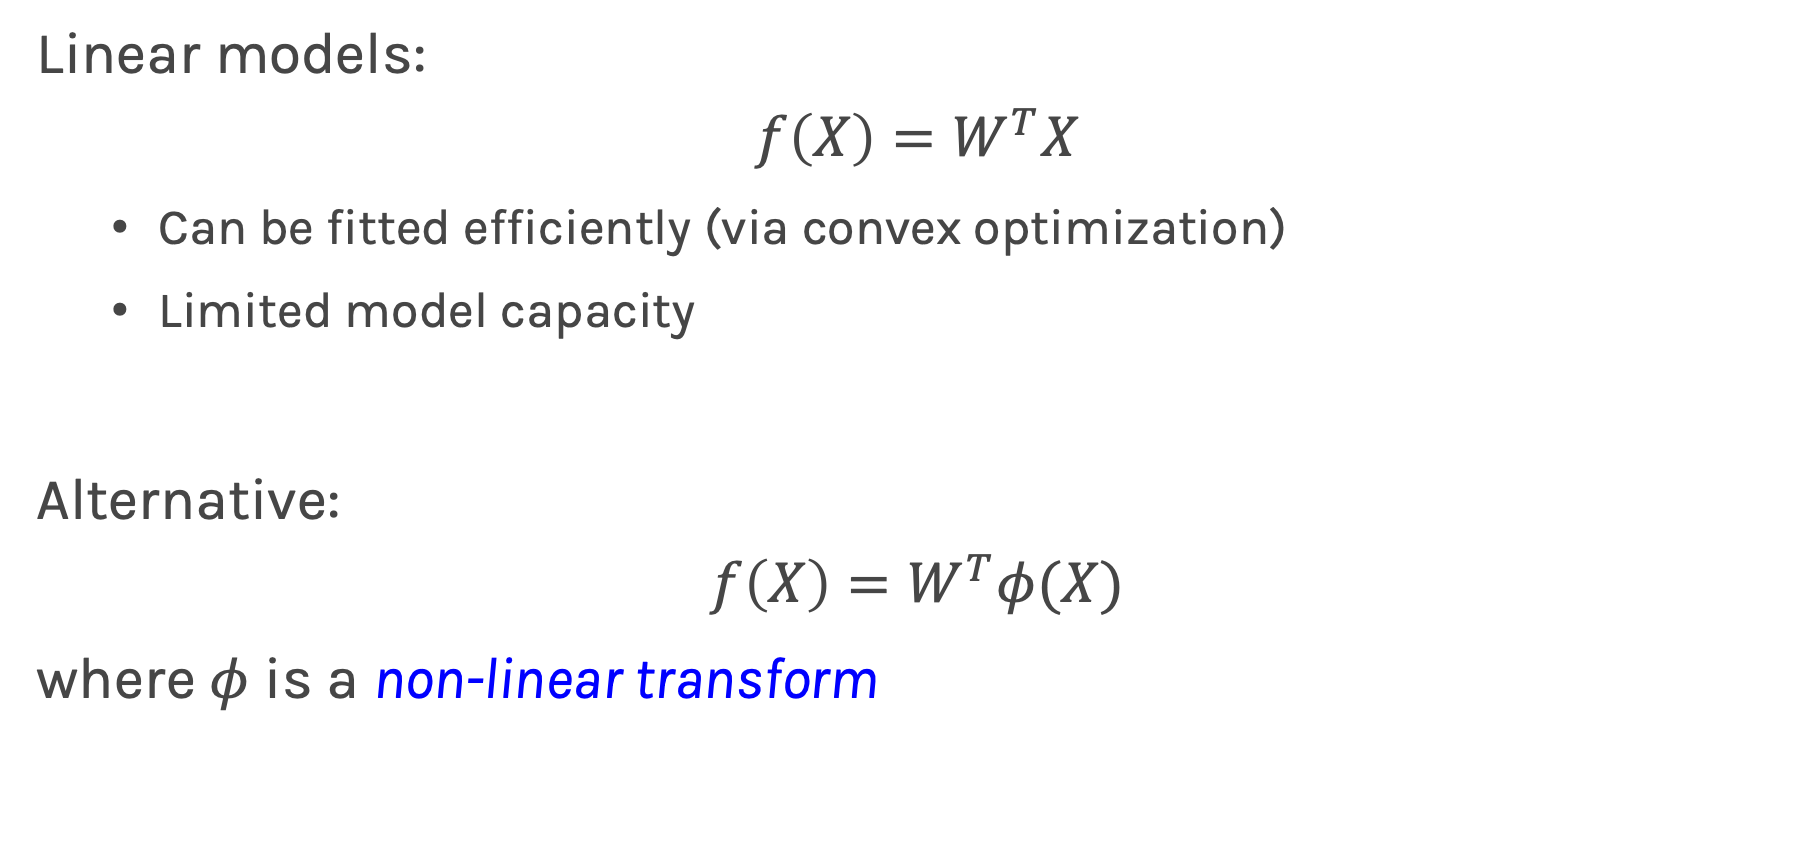 Linear models:
f(X) = W^T X
• Can be fitted efficiently (via convex optimization)
• Limited model capacity
Alternative:
f(X) = W^T ϕ(X)
where ϕ is a non-linear transform